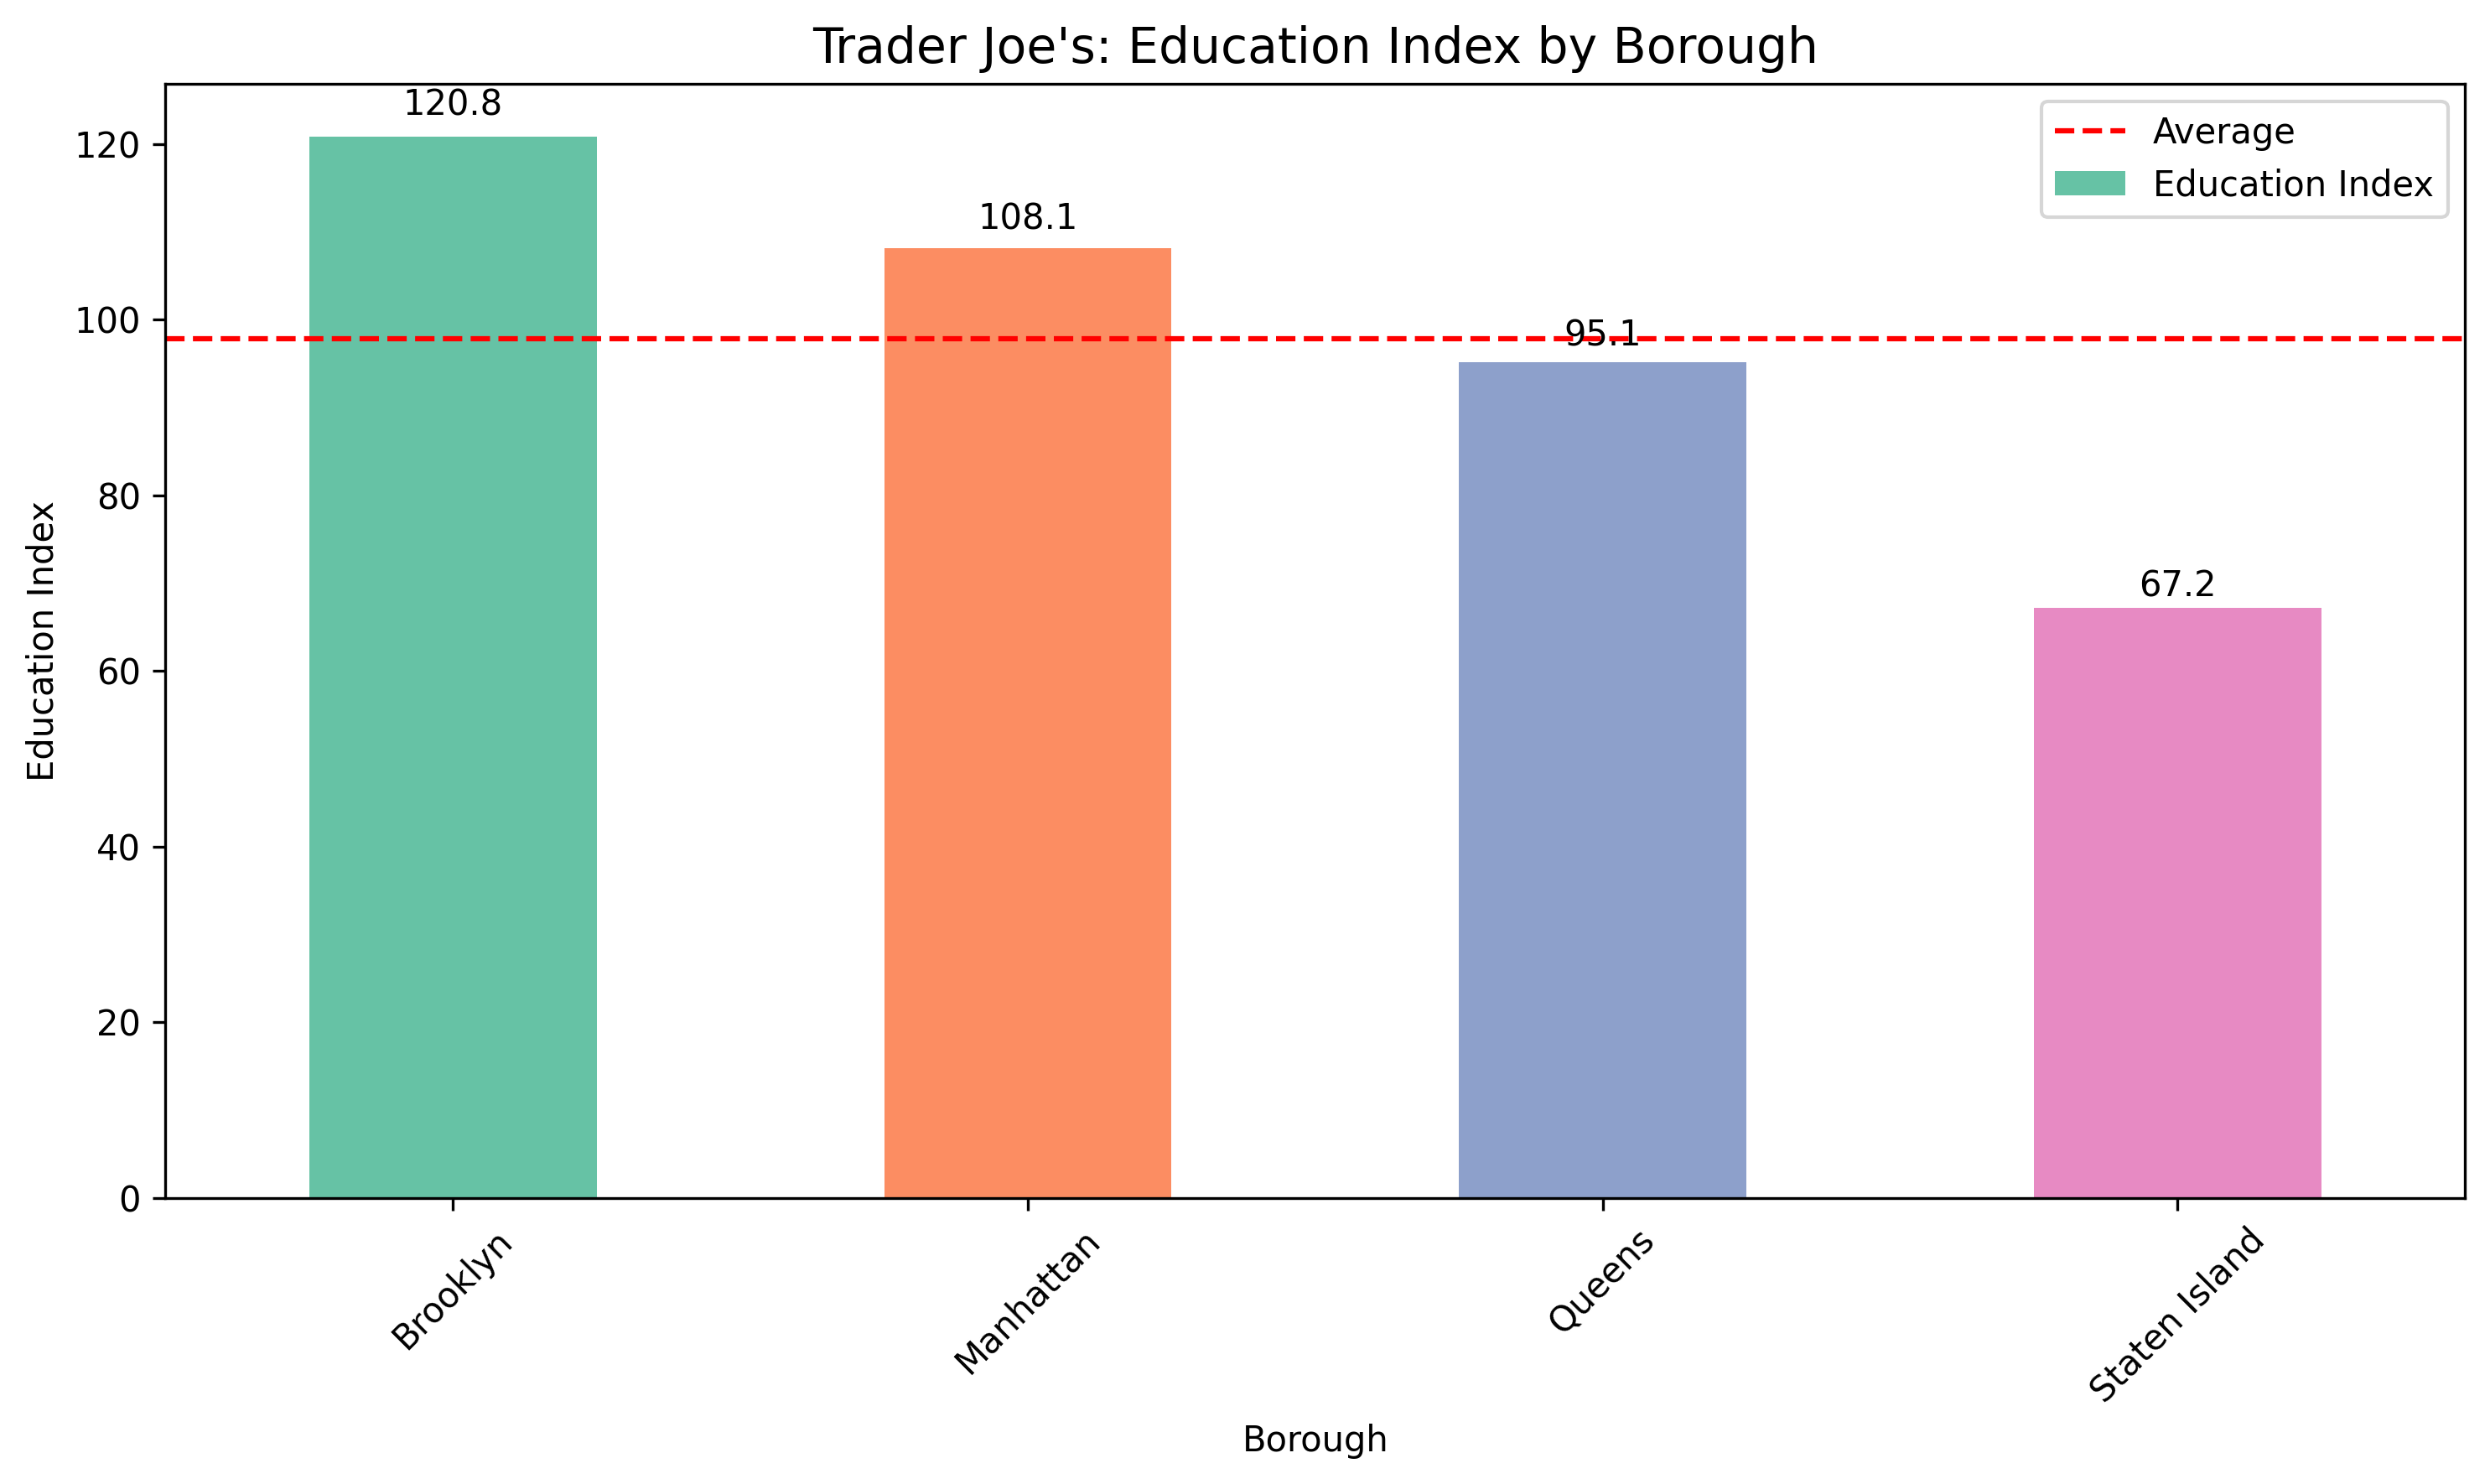 Trader Joe's: Education Index by Borough
120.8
108.1
95.1
67.2
Average
Education Index
120
100
80
60
40
20
0
Education Index
Brooklyn
Manhattan
Queens
Staten Island
Borough